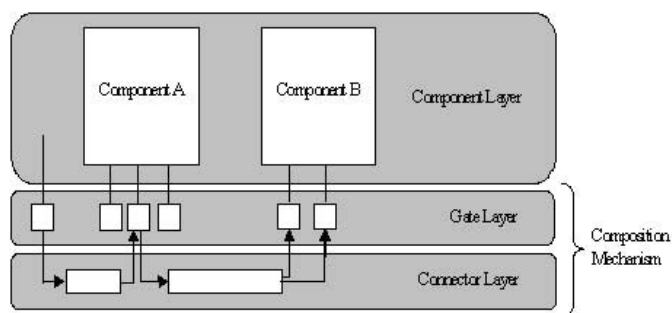 Component A
Component B
Component Layer
Gate Layer
Composition
Mechanism
Connector Layer